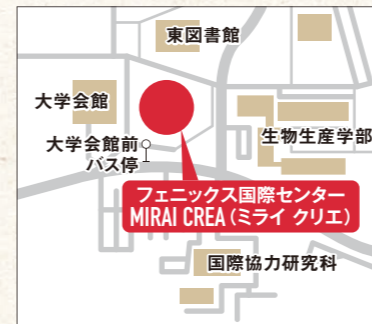 東図書館
大学会館
大学会館前
バス停
生物生産学部
フェニックス国際センター
MIRAI CREA（ミライ クリエ）
国際協力研究科